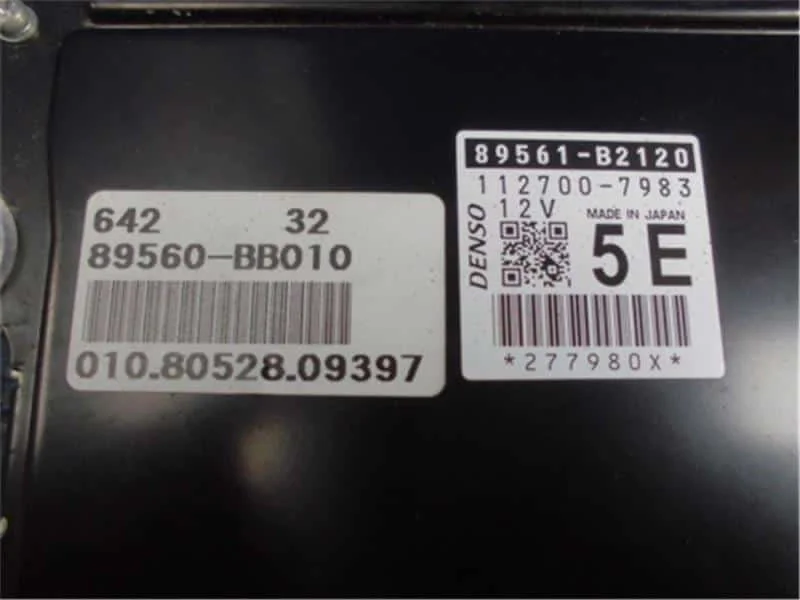 642 32
89560-BB010
010.80528.09397
89561-B2120
112700-7983
12V MADE IN JAPAN
DENSO
5E
*277980X*